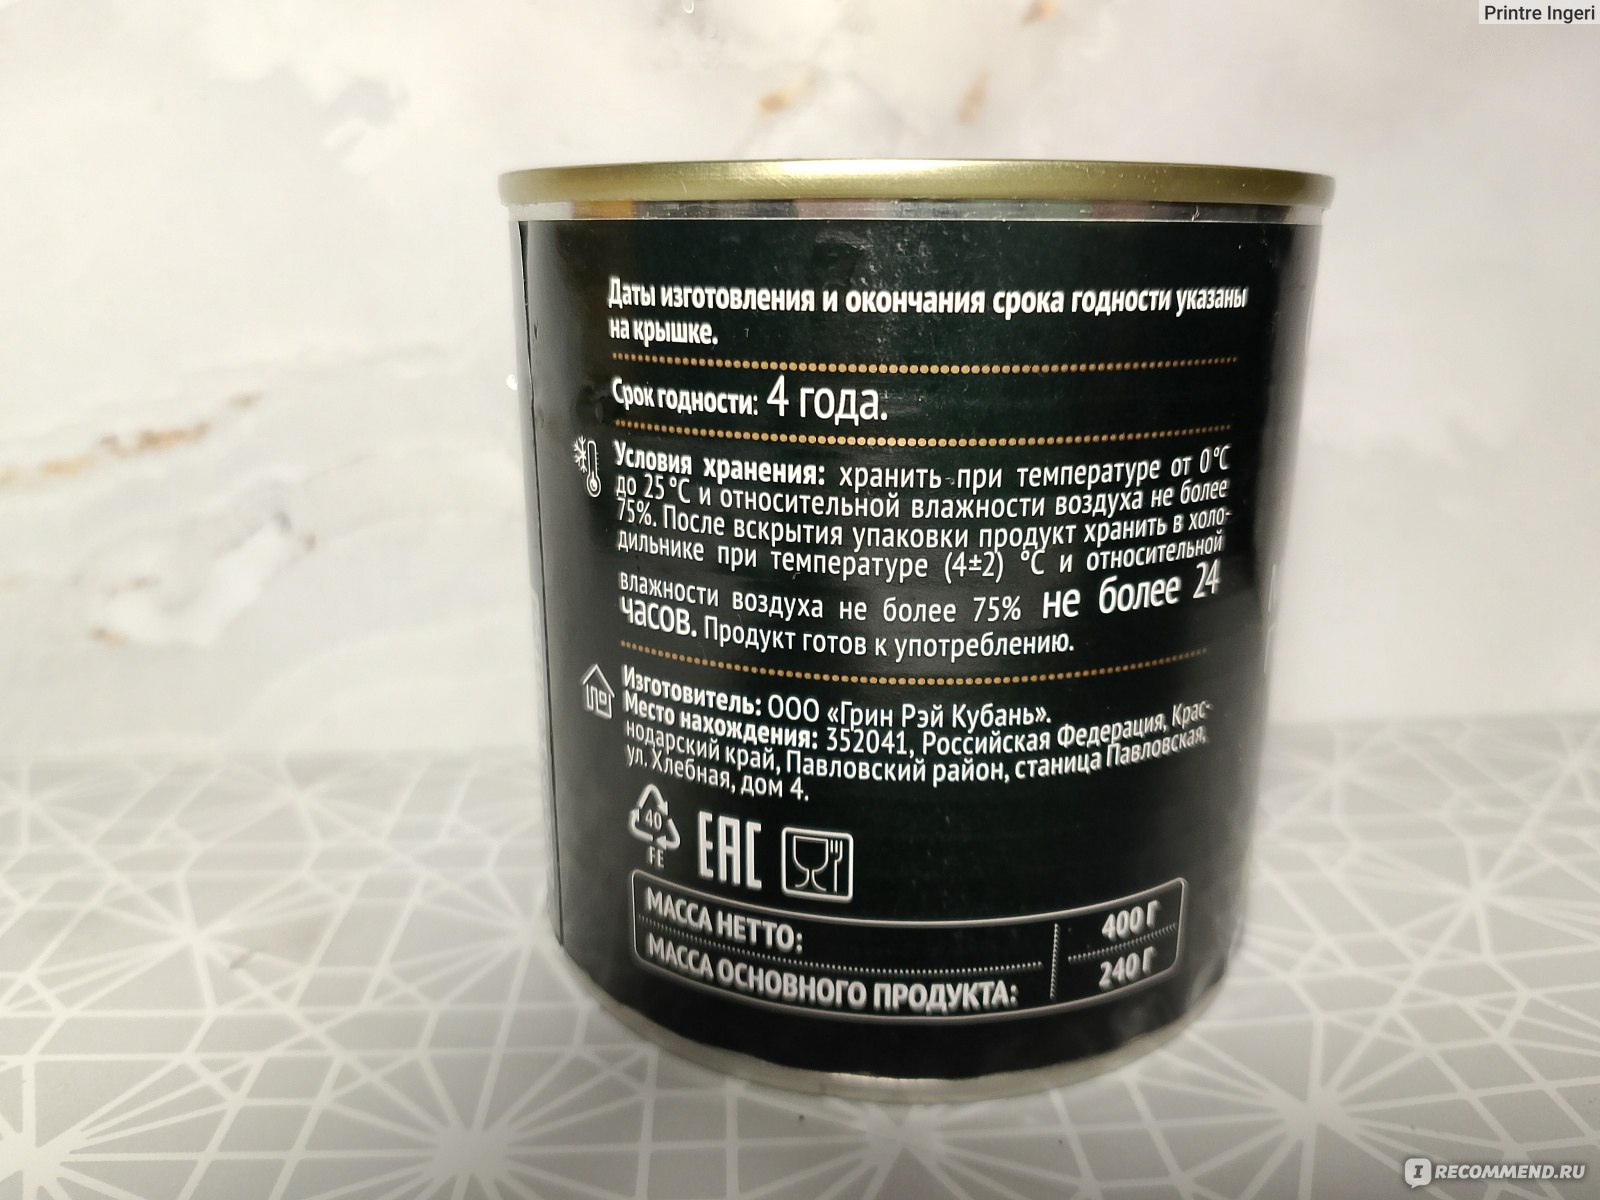 Printre Ingeri
Даты изготовления и окончания срока годности указаны
на крышке.
Срок годности: 4 года.
Условия хранения: хранить при температуре от 0°С
до 25°С и относительной влажности воздуха не более
75%. После вскрытия упаковки продукт хранить в холо-
дильнике при температуре (4±2) °С и относительной
влажности воздуха не более 75% не более 24
часов. Продукт готов к употреблению.
Изготовитель: ООО «Грин Рэй Кубань».
Место нахождения: 352041, Российская Федерация, Крас-
нодарский край, Павловский район, станица Павловская,
ул. Хлебная, дом 4.
40
FE
EAC
МАССА НЕТТО: 400 Г
МАССА ОСНОВНОГО ПРОДУКТА: 240 Г
IRECOMMEND.RU